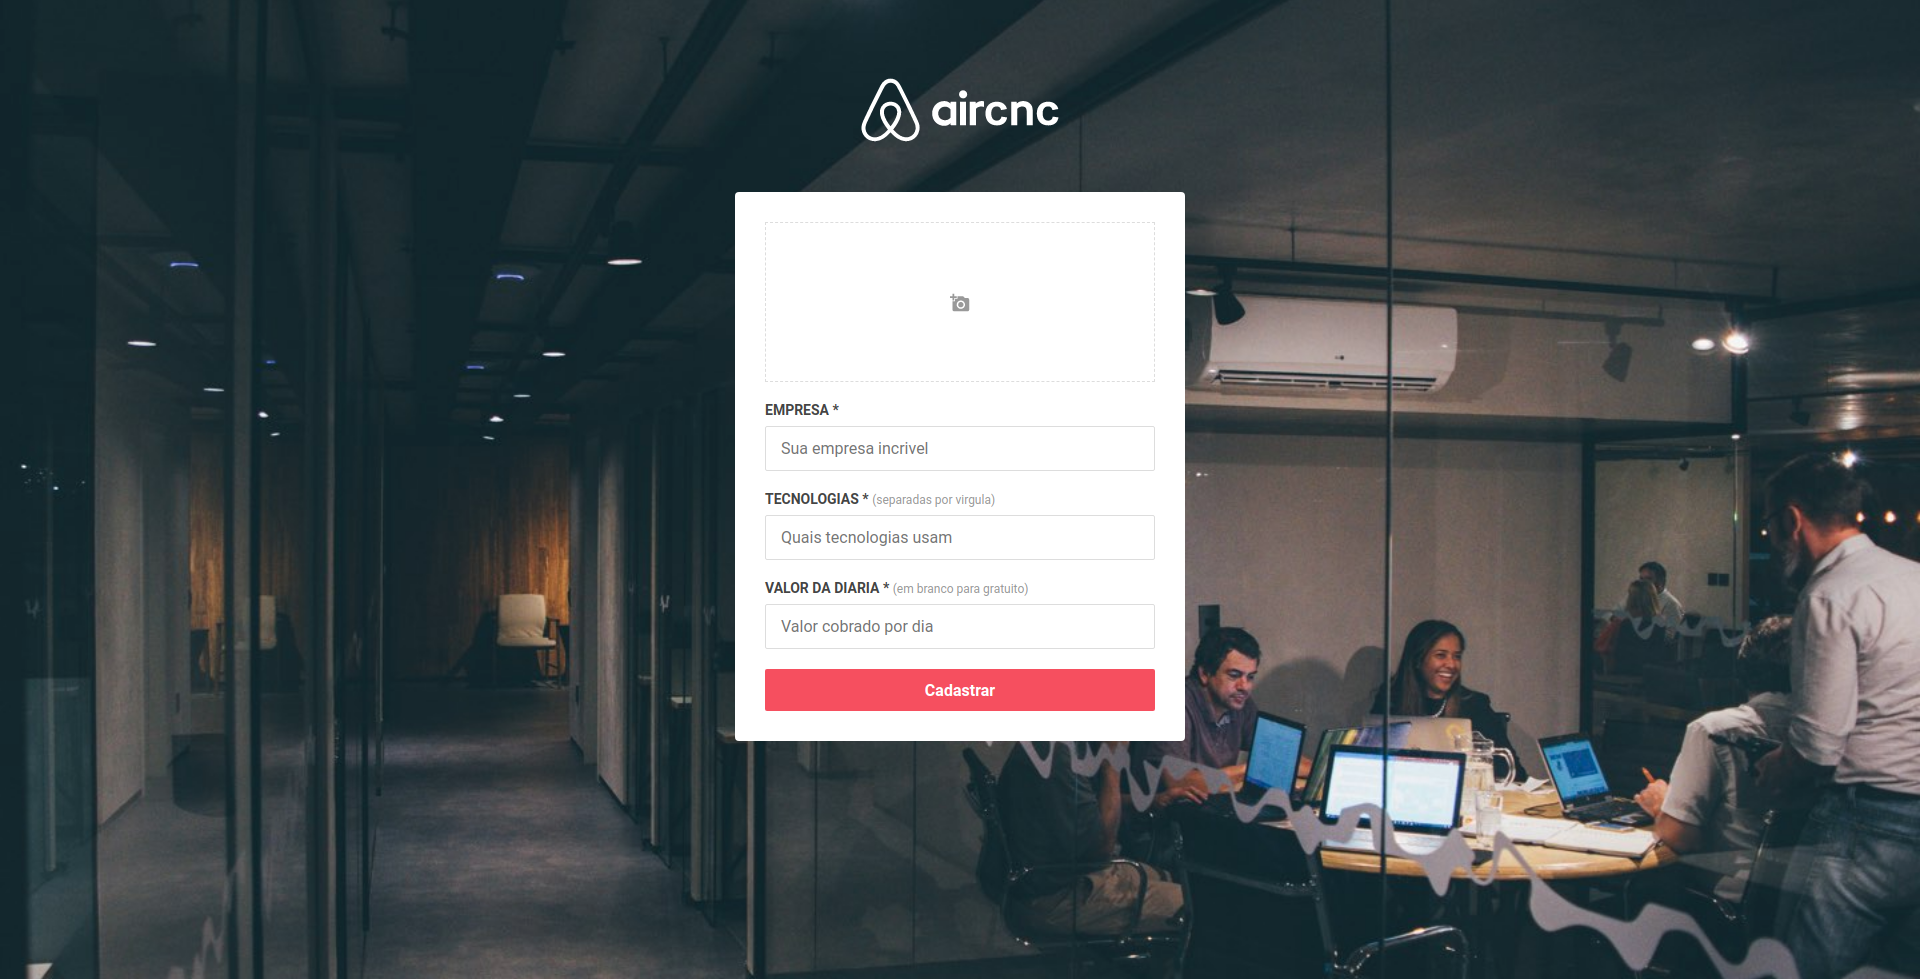 aircnc
EMPRESA *
Sua empresa incrivel
TECNOLOGIAS * (separadas por virgula)
Quais tecnologias usam
VALOR DA DIARIA * (em branco para gratuito)
Valor cobrado por dia
Cadastrar